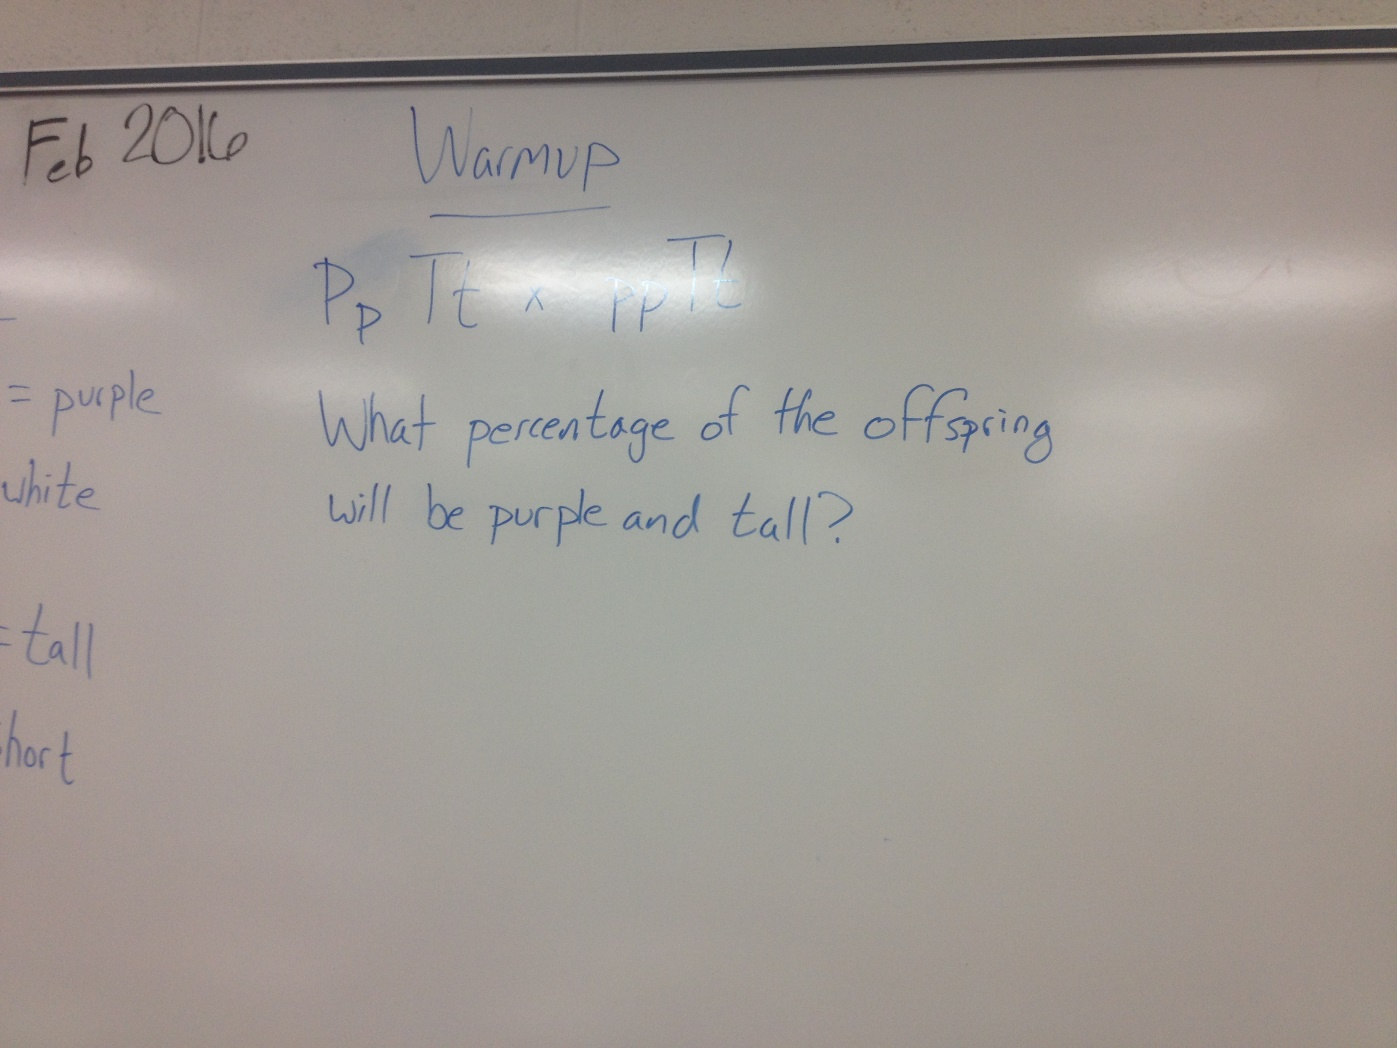 Feb 2016
Warmup
Pp Tt x ppTt
= purple
What percentage of the offspring
white
will be purple and tall?
= tall
hort